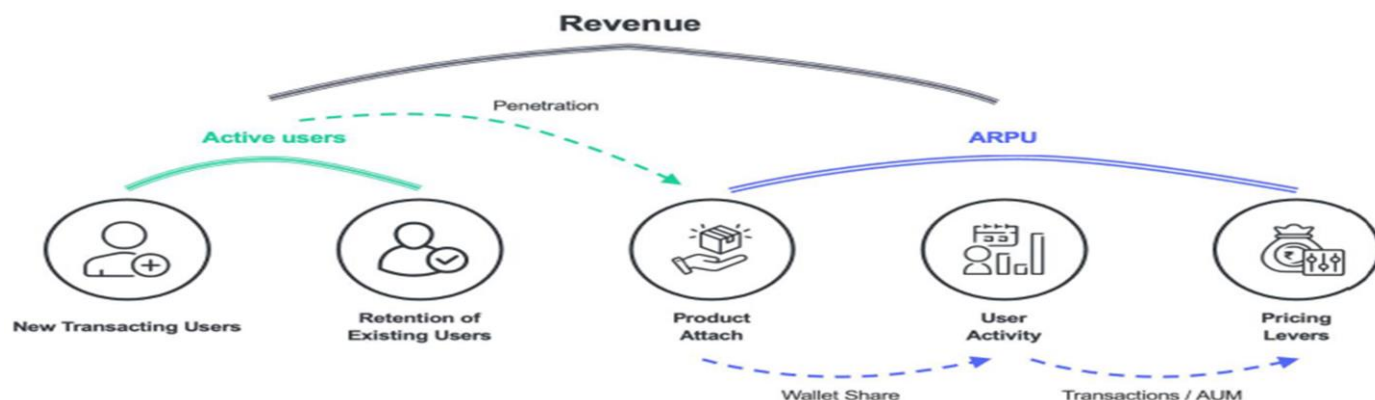 Revenue
Penetration
Active users
ARPU
New Transacting Users
Retention of
Existing Users
Product
Attach
User
Activity
Pricing
Levers
Wallet Share
Transactions / AUM